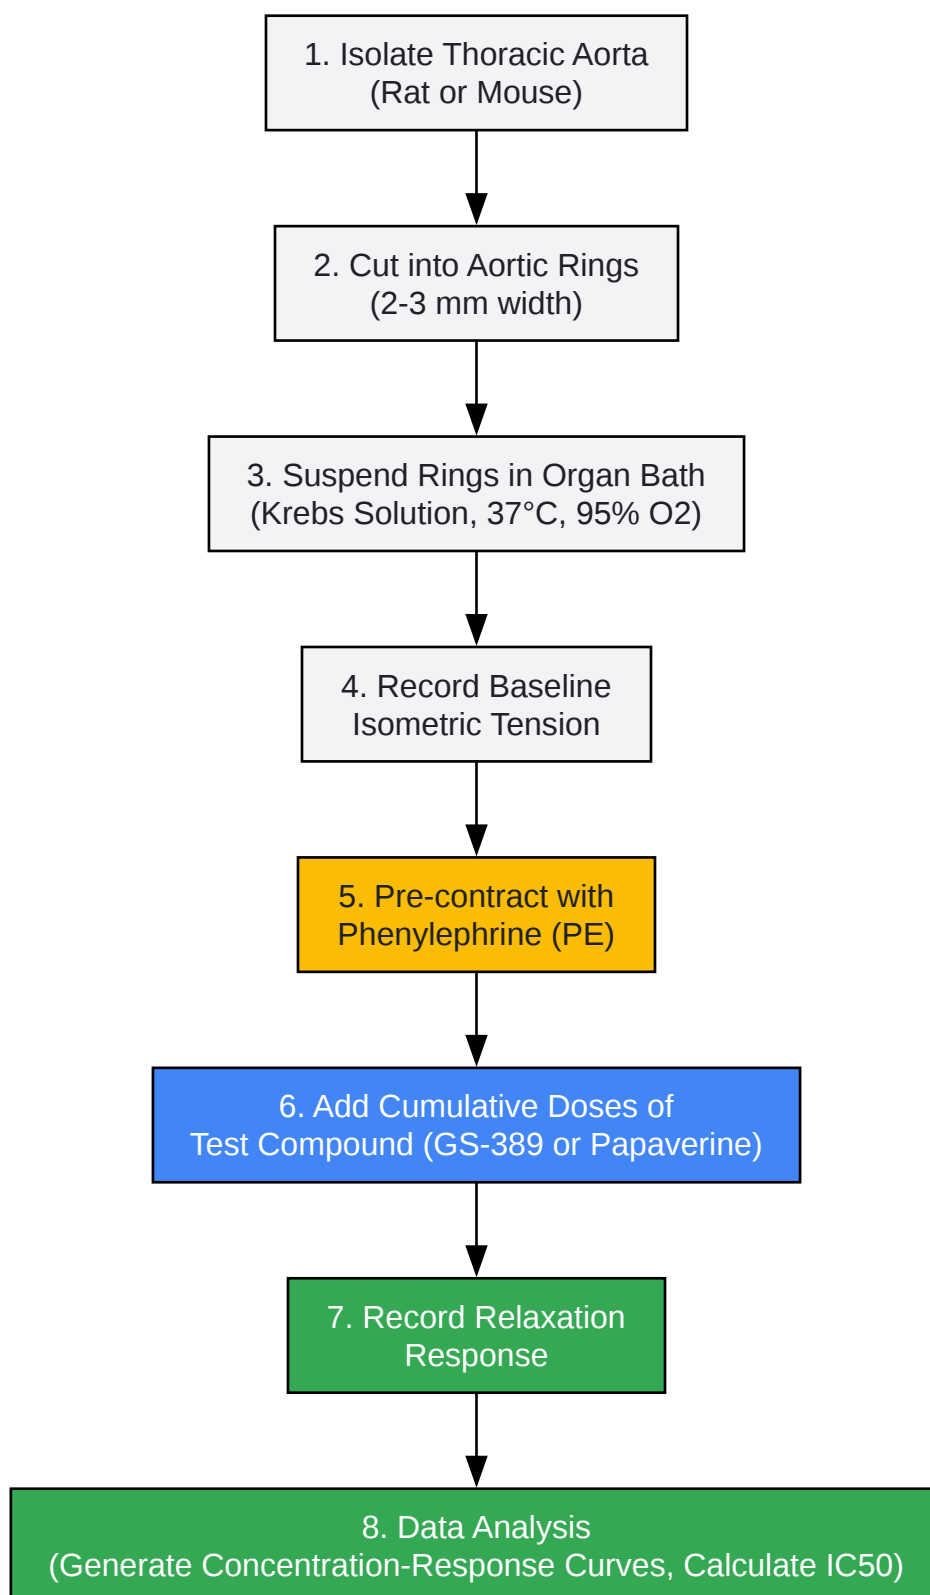 1. Isolate Thoracic Aorta
(Rat or Mouse)
2. Cut into Aortic Rings
(2-3 mm width)
3. Suspend Rings in Organ Bath
(Krebs Solution, 37°C, 95% O2)
4. Record Baseline
Isometric Tension
5. Pre-contract with
Phenylephrine (PE)
6. Add Cumulative Doses of
Test Compound (GS-389 or Papaverine)
7. Record Relaxation
Response
8. Data Analysis
(Generate Concentration-Response Curves, Calculate IC50)